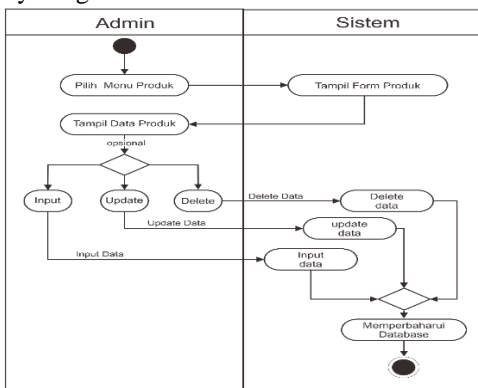 Admin
Sistem
Pilih Menu Produk
Tampil Form Produk
Tampil Data Produk
opsional
Input
Update
Delete
Delete Data
Delete
data
Update Data
update
data
Input Data
Input
data
Memperbaharui
Database